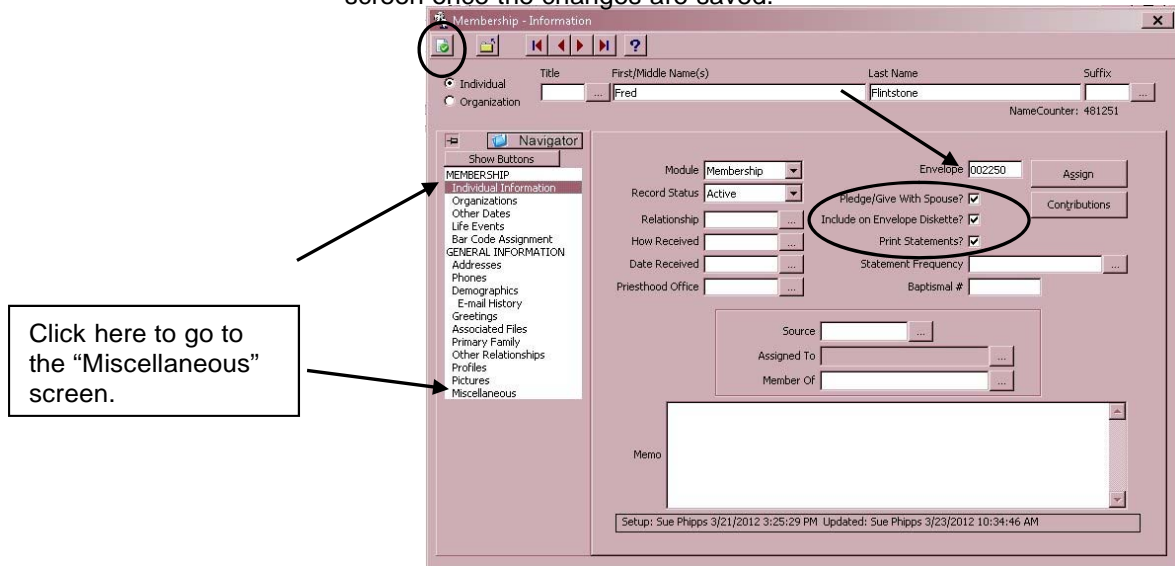 screen once the changes are saved.
Membership - Information
Title First/Middle Name(s) Last Name Suffix
Individual
Organization
... Fred Flintstone ...
NameCounter: 481251
Navigator
Show Buttons
MEMBERSHIP
Individual Information
Organizations
Other Dates
Life Events
Bar Code Assignment
GENERAL INFORMATION
Addresses
Phones
Demographics
E-mail History
Greetings
Associated Files
Primary Family
Other Relationships
Profiles
Pictures
Miscellaneous
Click here to go to
the “Miscellaneous”
screen.
Module Membership
Record Status Active
Relationship ...
How Received ...
Date Received ...
Priesthood Office ...
Envelope 002250 Assign
Pledge/Give With Spouse? Contributions
Include on Envelope Diskette?
Print Statements?
Statement Frequency ...
Baptismal #
Source ...
Assigned To ...
Member Of ...
Memo
Setup: Sue Phipps 3/21/2012 3:25:29 PM Updated: Sue Phipps 3/23/2012 10:34:46 AM